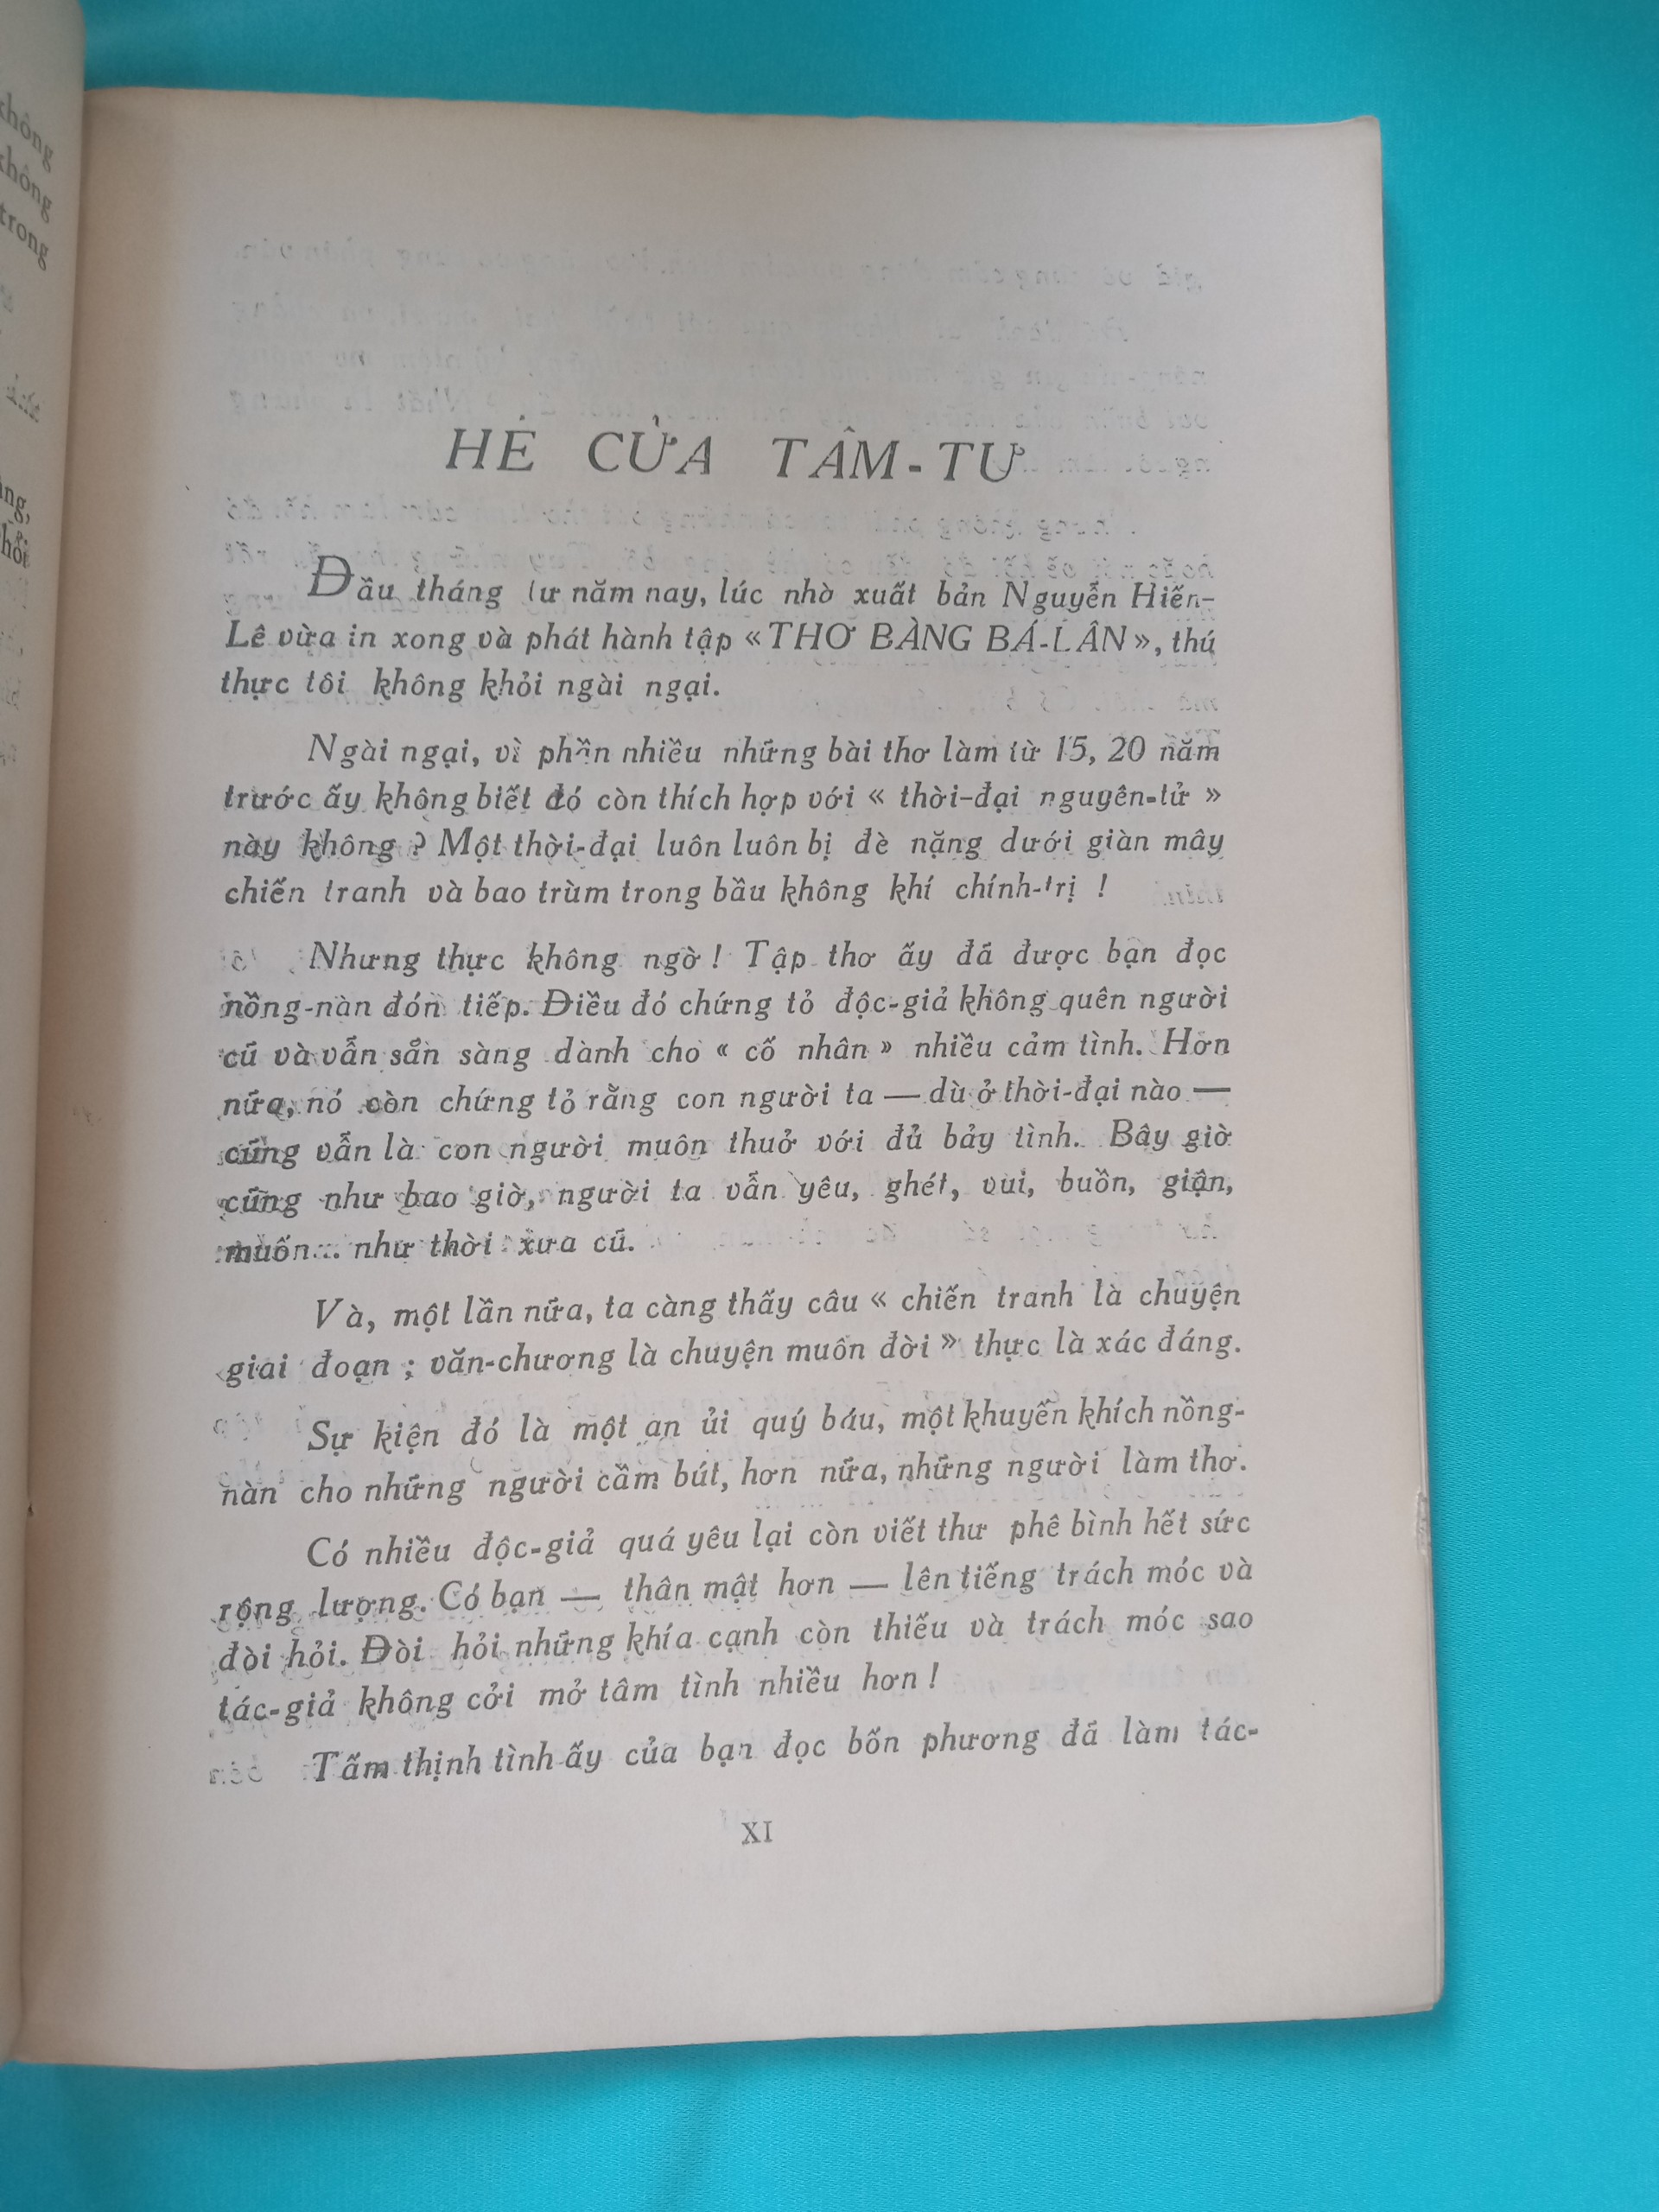 không
không
trong
HÉ CỬA TÂM-TƯ
Đầu tháng tư năm nay, lúc nhờ xuất bản Nguyễn Hiến-
Lê vừa in xong và phát hành tập «THƠ BÀNG BÁ-LÂN», thú
thực tôi không khỏi ngài ngại.
Ngài ngại, vì phần nhiều những bài thơ làm từ 15, 20 năm
trước ấy không biết đó còn thích hợp với « thời-đại nguyên-tử »
này không ? Một thời-đại luôn luôn bị đè nặng dưới giàn mây
chiến tranh và bao trùm trong bầu không khí chính-trị !
Nhưng thực không ngờ ! Tập thơ ấy đã được bạn đọc
nồng-nàn đón tiếp. Điều đó chứng tỏ độc-giả không quên người
cũ và vẫn sẵn sàng dành cho « cố nhân » nhiều cảm tình. Hơn
nữa, nó còn chứng tỏ rằng con người ta — dù ở thời-đại nào —
cũng vẫn là con người muôn thuở với đủ bảy tình. Bây giờ
cũng như bao giờ, người ta vẫn yêu, ghét, vui, buồn, giận,
muốn... như thời xưa cũ.
Và, một lần nữa, ta càng thấy câu « chiến tranh là chuyện
giai đoạn ; văn-chương là chuyện muôn đời » thực là xác đáng.
Sự kiện đó là một an ủi quý báu, một khuyến khích nồng-
nàn cho những người cầm bút, hơn nữa, những người làm thơ.
Có nhiều độc-giả quá yêu lại còn viết thư phê bình hết sức
rộng lượng. Có bạn — thân mật hơn — lên tiếng trách móc và
đòi hỏi. Đòi hỏi những khía cạnh còn thiếu và trách móc sao
tác-giả không cởi mở tâm tình nhiều hơn !
Tấm thịnh tình ấy của bạn đọc bốn phương đã làm tác-
XI